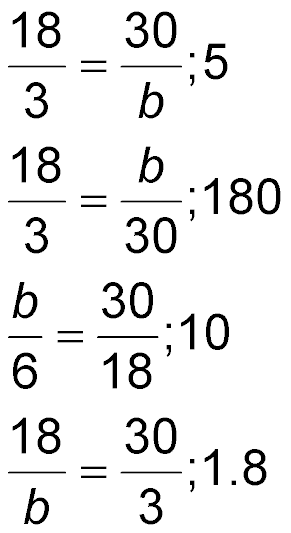 18/3 = 30/b;5
18/3 = b/30;180
b/6 = 30/18;10
18/b = 30/3;1.8